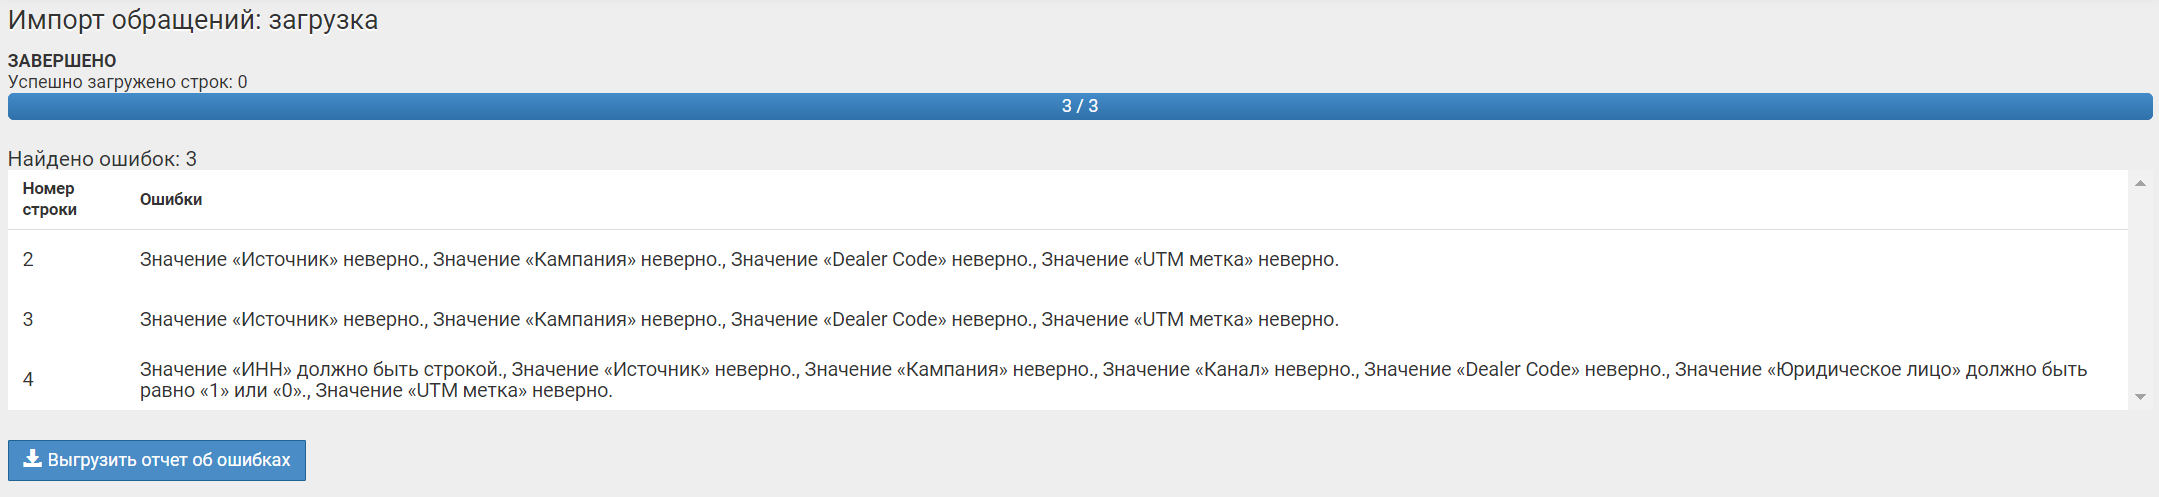 Импорт обращений: загрузка
ЗАВЕРШЕНО
Успешно загружено строк: 0
3 / 3
Найдено ошибок: 3
Номер строки
Ошибки
2
Значение «Источник» неверно., Значение «Кампания» неверно., Значение «Dealer Code» неверно., Значение «UTM метка» неверно.
3
Значение «Источник» неверно., Значение «Кампания» неверно., Значение «Dealer Code» неверно., Значение «UTM метка» неверно.
4
Значение «ИНН» должно быть строкой., Значение «Источник» неверно., Значение «Кампания» неверно., Значение «Канал» неверно., Значение «Dealer Code» неверно., Значение «Юридическое лицо» должно быть
равно «1» или «0»., Значение «UTM метка» неверно.
Выгрузить отчет об ошибках